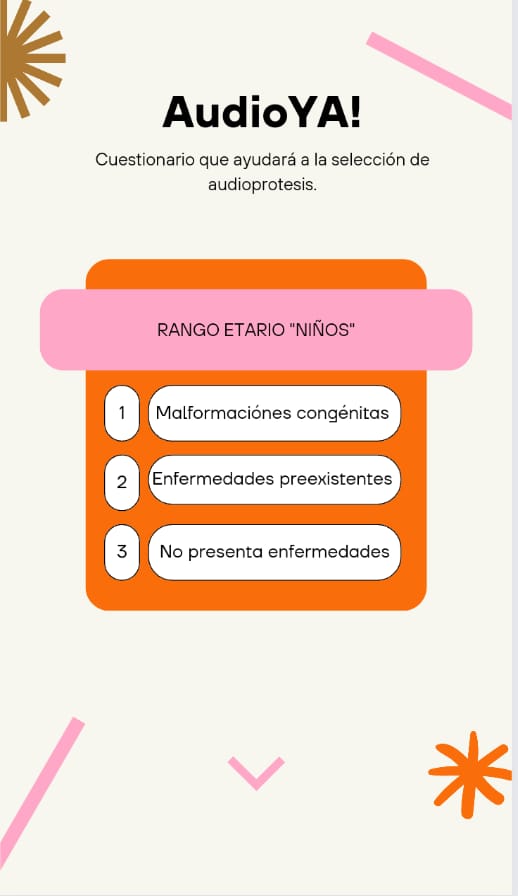 AudioYA!
Cuestionario que ayudará a la selección de
audioprotesis.
RANGO ETARIO "NIÑOS"
1 Malformaciónes congénitas
2 Enfermedades preexistentes
3 No presenta enfermedades